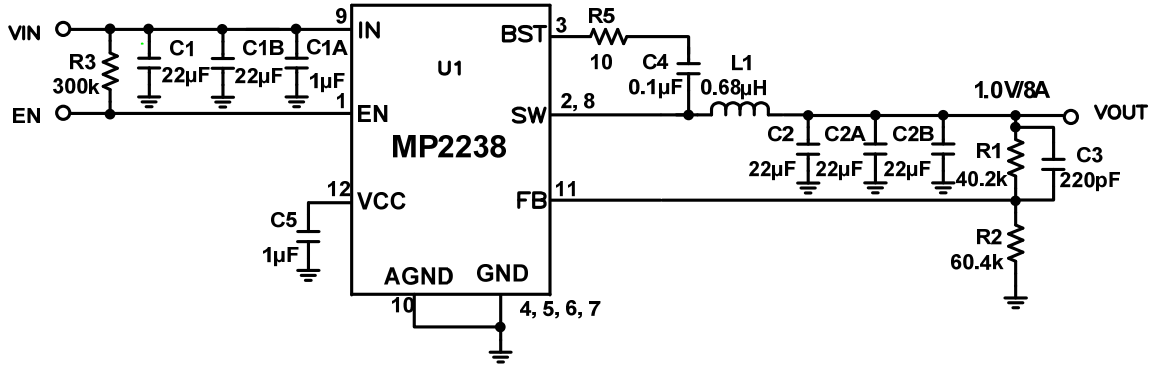 9
VIN
IN
C1
C1B
C1A
R3
300k
22µF
22µF
1µF
1
EN
EN
U1
BST
3
R5
10
C4
0.1µF
L1
0.68µH
SW
2, 8
1.0V/8A
VOUT
MP2238
C2
C2A
C2B
22µF
22µF
22µF
R1
40.2k
C3
220pF
12
VCC
FB
11
C5
1µF
R2
60.4k
AGND
GND
10
4, 5, 6, 7